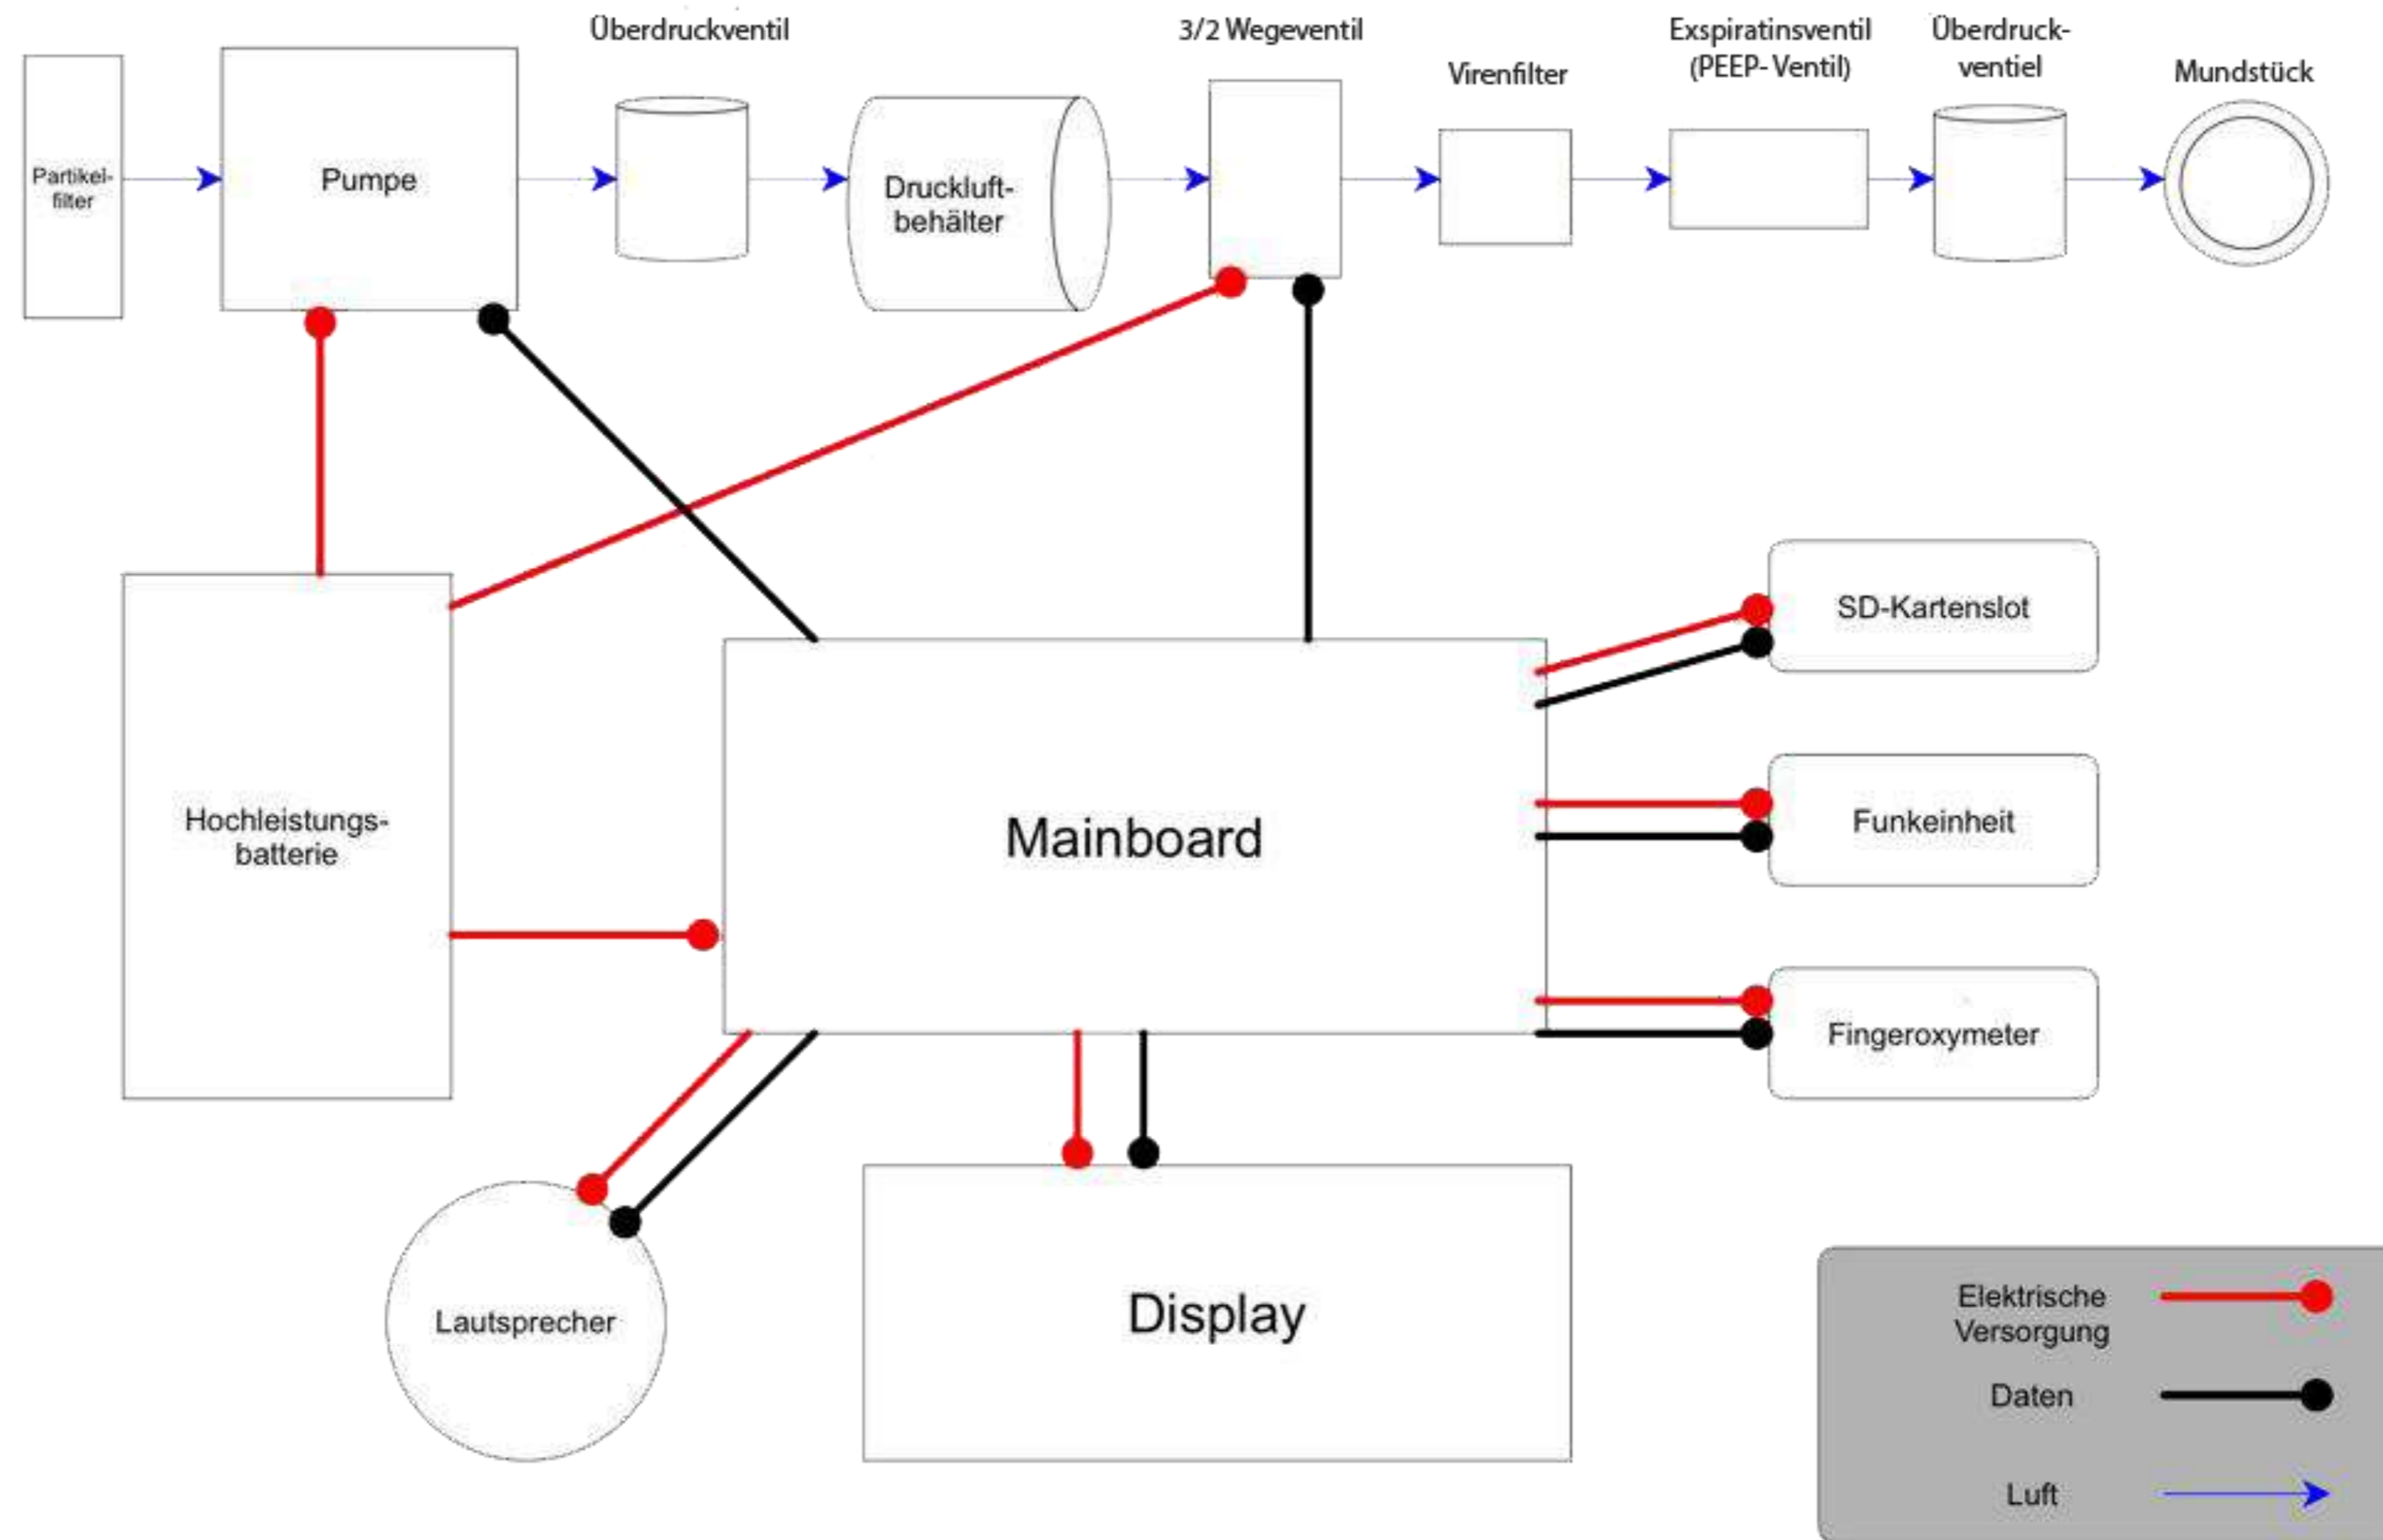 Überdruckventil
3/2 Wegeventil
Virenfilter
Exspiratinsventil
(PEEP- Ventil)
Überdruck-
ventiel
Mundstück
Partikel-
filter
Pumpe
Druckluft-
behälter
SD-Kartenslot
Hochleistungs-
batterie
Mainboard
Funkeinheit
Fingeroxymeter
Lautsprecher
Display
Elektrische
Versorgung
Daten
Luft